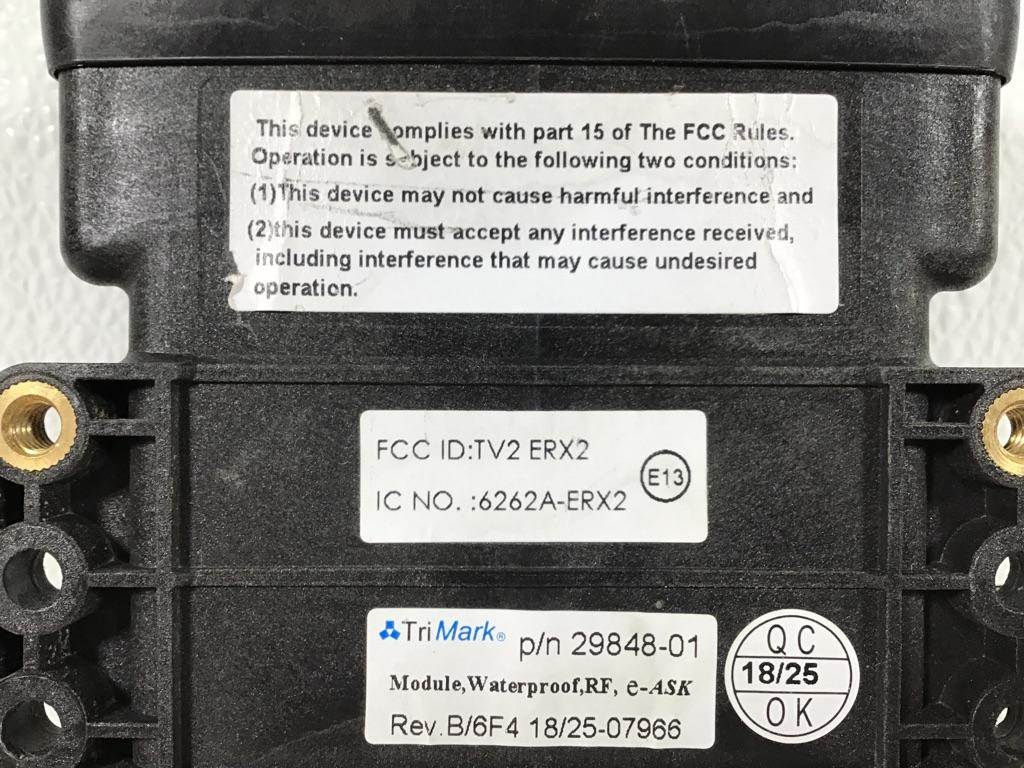 This device complies with part 15 of The FCC Rules.
Operation is subject to the following two conditions:
(1)This device may not cause harmful interference and
(2)this device must accept any interference received,
including interference that may cause undesired
operation.
FCC ID:TV2 ERX2
IC NO. :6262A-ERX2
E13
TriMark® p/n 29848-01
Module,Waterproof,RF, e-ASK
Rev.B/6F4 18/25-07966
QC
18/25
OK